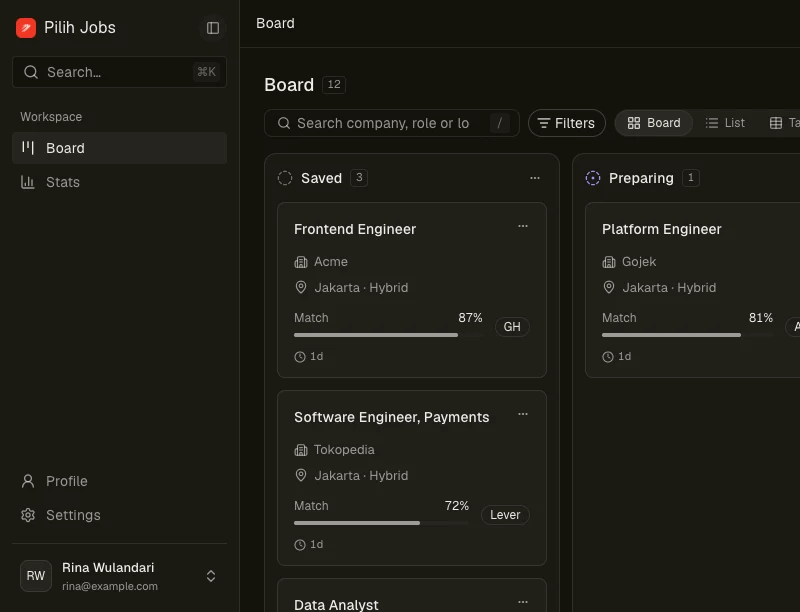 Pilih Jobs
Search...
⌘K
Workspace
Board
Stats
Profile
Settings
RW
Rina Wulandari
rina@example.com
Board
Board 12
Search company, role or lo /
Filters
Board
List
Ta
Saved 3
Frontend Engineer
Acme
Jakarta · Hybrid
Match 87%
GH
1d
Software Engineer, Payments
Tokopedia
Jakarta · Hybrid
Match 72%
Lever
1d
Data Analyst
Preparing 1
Platform Engineer
Gojek
Jakarta · Hybrid
Match 81%
A
1d